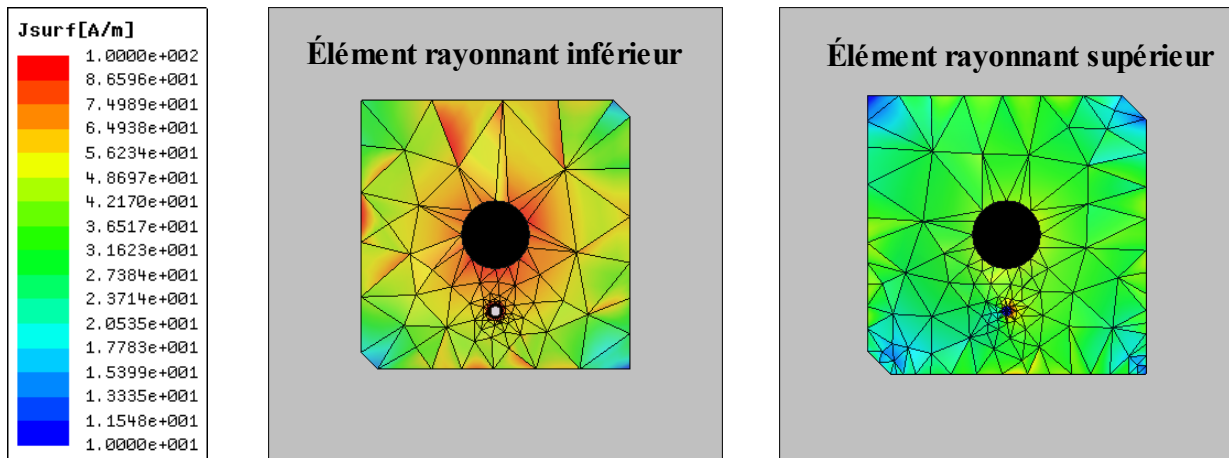 Jsurf[A/m]
1.0000e+002
8.6596e+001
7.4989e+001
6.4938e+001
5.6234e+001
4.8697e+001
4.2170e+001
3.6517e+001
3.1623e+001
2.7384e+001
2.3714e+001
2.0535e+001
1.7783e+001
1.5399e+001
1.3335e+001
1.1548e+001
1.0000e+001
Élément rayonnant inférieur
Élément rayonnant supérieur